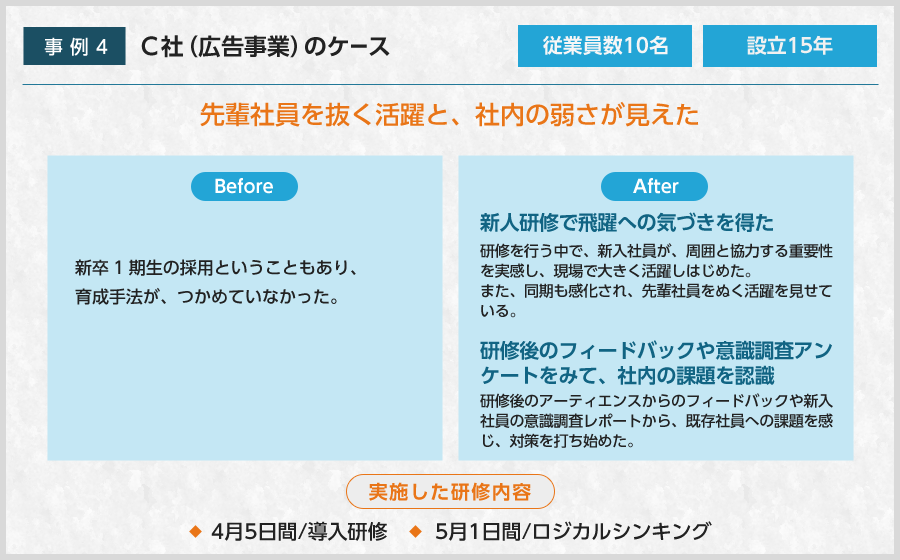 事例4
C社（広告事業）のケース
従業員数10名
設立15年
先輩社員を抜く活躍と、社内の弱さが見えた
Before
新卒1期生の採用ということもあり、
育成手法が、つかめていなかった。
After
新人研修で飛躍への気づきを得た
研修を行う中で、新入社員が、周囲と協力する重要性
を実感し、現場で大きく活躍しはじめた。
また、同期も感化され、先輩社員をぬく活躍を見せて
いる。
研修後のフィードバックや意識調査アン
ケートをみて、社内の課題を認識
研修後のアーティエンスからのフィードバックや新入
社員の意識調査レポートから、既存社員への課題を感
じ、対策を打ち始めた。
実施した研修内容
◆ 4月5日間/導入研修 ◆ 5月1日間/ロジカルシンキング